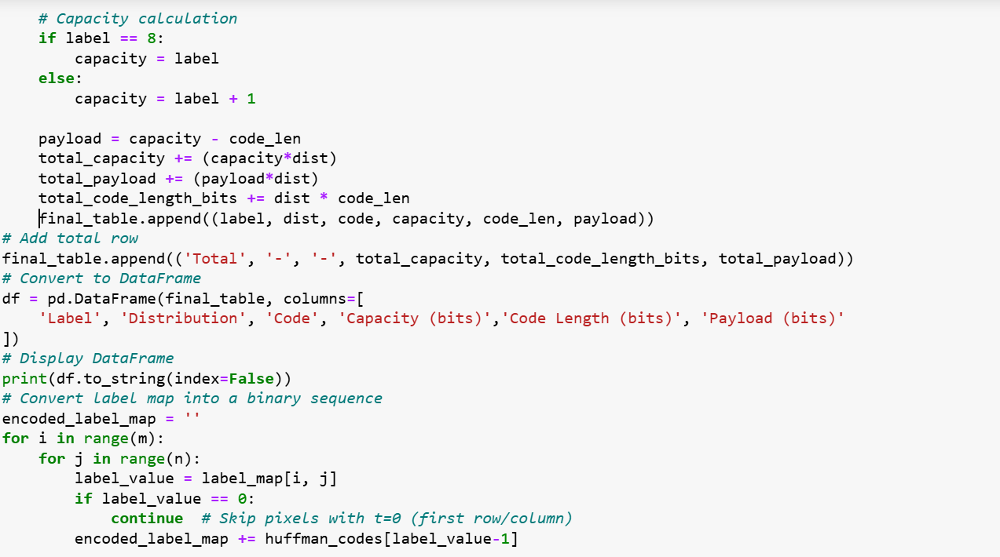 # Capacity calculation
    if label == 8:
        capacity = label
    else:
        capacity = label + 1

    payload = capacity - code_len
    total_capacity += (capacity*dist)
    total_payload += (payload*dist)
    total_code_length_bits += dist * code_len
    final_table.append((label, dist, code, capacity, code_len, payload))
# Add total row
final_table.append(('Total', '-', '-', total_capacity, total_code_length_bits, total_payload))
# Convert to DataFrame
df = pd.DataFrame(final_table, columns=[
    'Label', 'Distribution', 'Code', 'Capacity (bits)','Code Length (bits)', 'Payload (bits)'
])
# Display DataFrame
print(df.to_string(index=False))
# Convert label map into a binary sequence
encoded_label_map = ''
for i in range(m):
    for j in range(n):
        label_value = label_map[i, j]
        if label_value == 0:
            continue  # Skip pixels with t=0 (first row/column)
        encoded_label_map += huffman_codes[label_value-1]